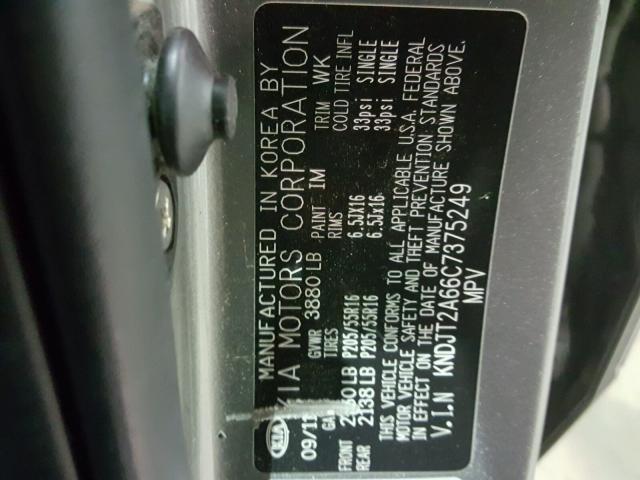 MANUFACTURED IN KOREA BY
KIA KIA MOTORS CORPORATION
GVWR 3880 LB PAINT IM TRIM WK
TIRES RIMS COLD TIRE INFL
FRONT LB P205/55R16 6.5JX16 33psi SINGLE
REAR 2138 LB P205/55R16 6.5JX16 33psi SINGLE
THIS VEHICLE CONFORMS TO ALL APPLICABLE U.S.A. FEDERAL
MOTOR VEHICLE SAFETY AND THEFT PREVENTION STANDARDS
IN EFFECT ON THE DATE OF MANUFACTURE SHOWN ABOVE.
V.I.N KNDJT2A66C7375249
MPV